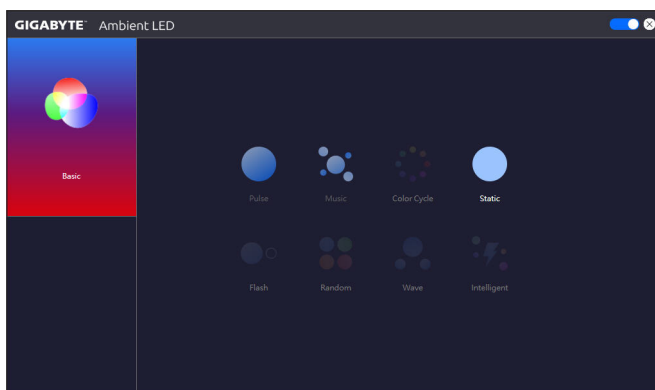 GIGABYTE™ Ambient LED
Basic
Pulse Music Color Cycle Static
Flash Random Wave Intelligent